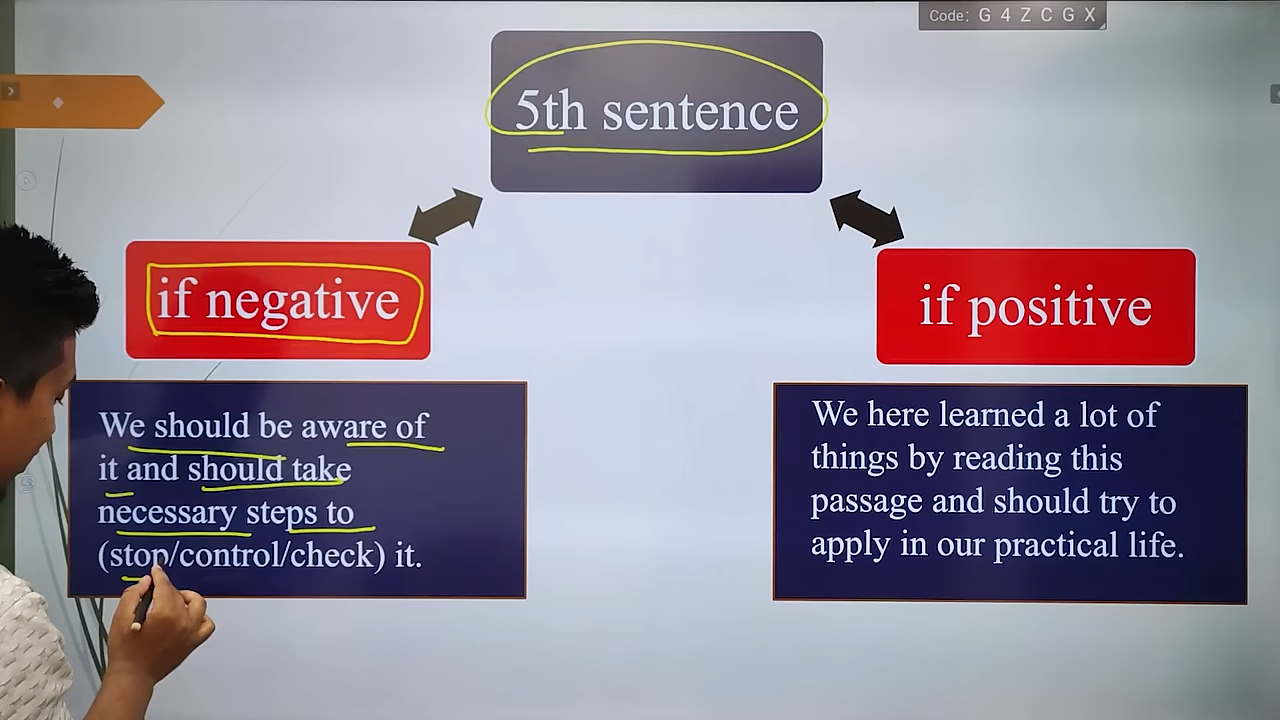 Code: G 4 Z C G X
5th sentence
if negative
if positive
We should be aware of
it and should take
necessary steps to
(stop/control/check) it.
We here learned a lot of
things by reading this
passage and should try to
apply in our practical life.